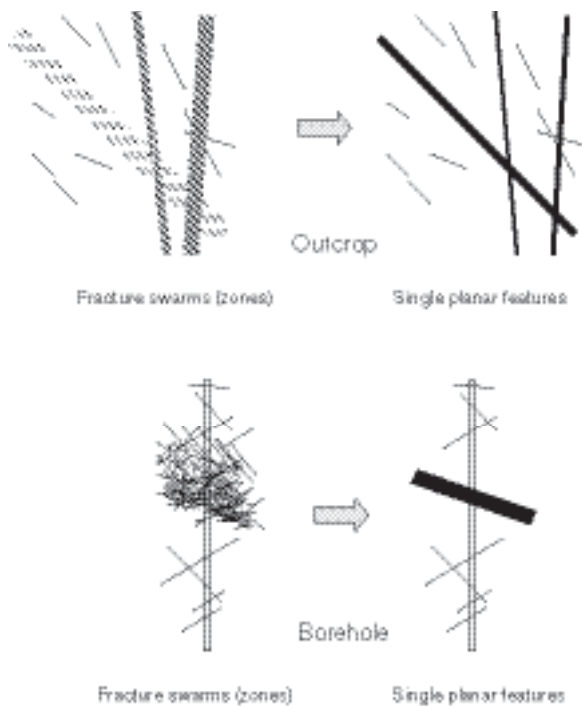 Outcrop
Fracture swarms (zones)
Single planar features
Borehole
Fracture swarms (zones)
Single planar features